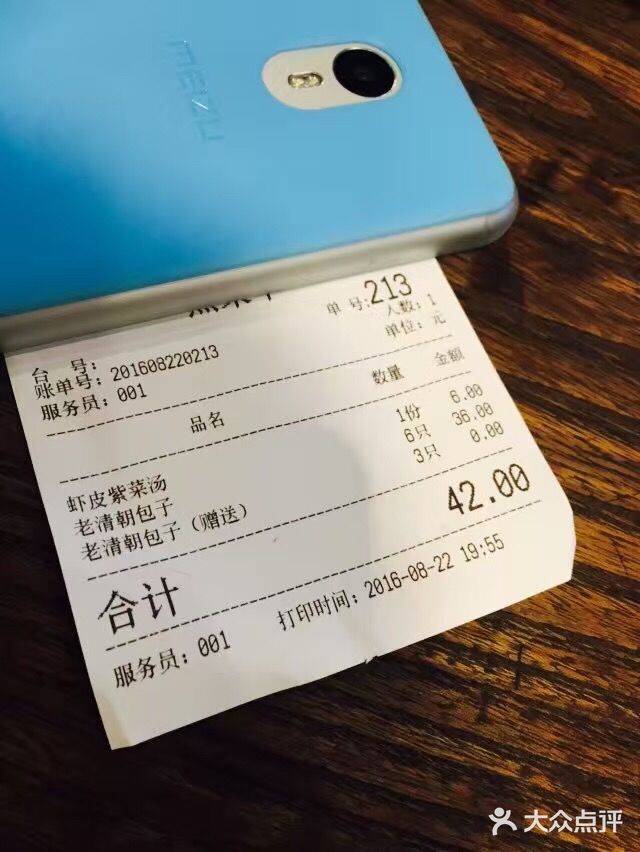 MEIZU
单号:213
台 号:
人数:1
账单号: 201608220213
单位: 元
服务员: 001
品名 数量 金额
虾皮紫菜汤 1份 6.00
老清朝包子 6只 36.00
老清朝包子（赠送） 3只 0.00
合计 42.00
服务员: 001 打印时间: 2016-08-22 19:55
大众点评